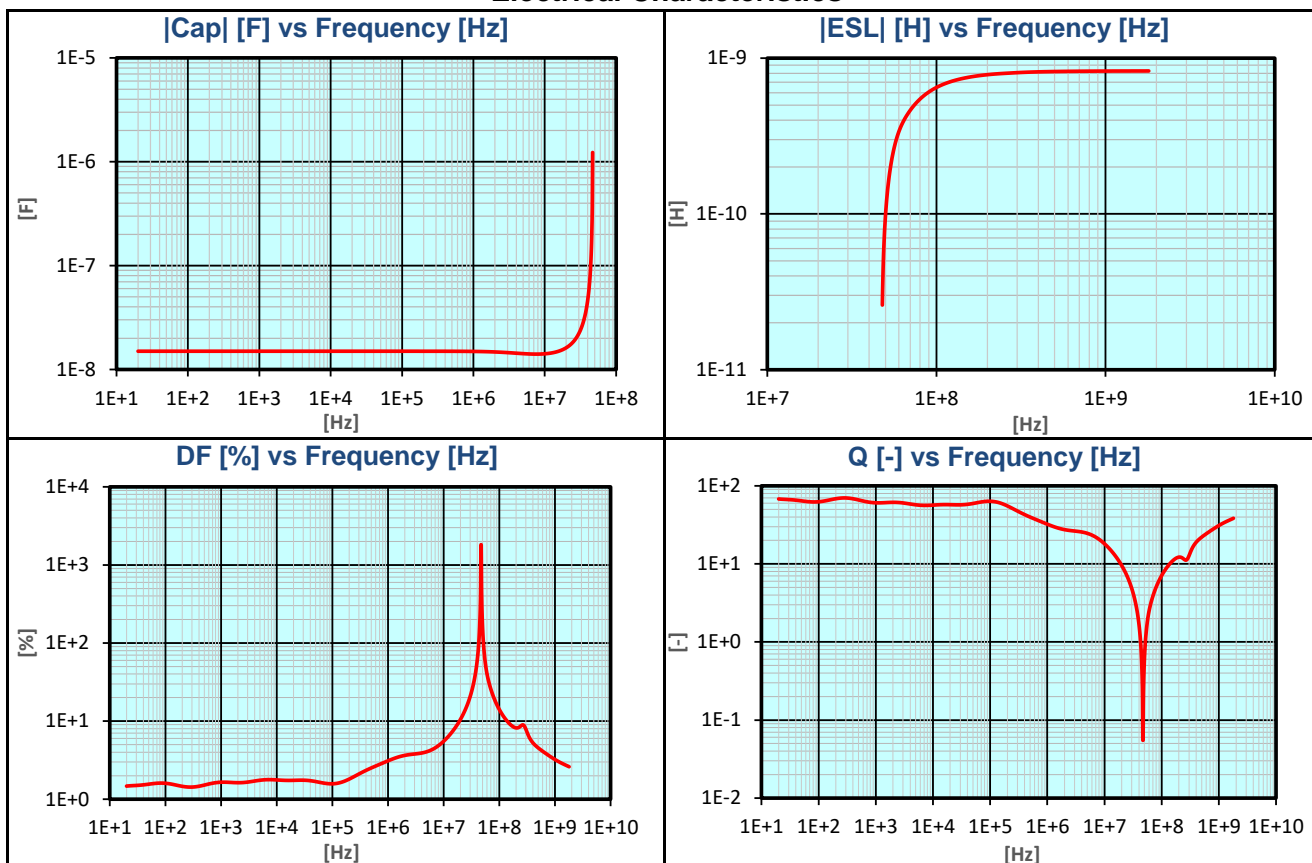 Electrical Characteristics
|Cap| [F] vs Frequency [Hz]
1E-5
1E-6
1E-7
1E-8
[F]
1E+1 1E+2 1E+3 1E+4 1E+5 1E+6 1E+7 1E+8
[Hz]
|ESL| [H] vs Frequency [Hz]
1E-9
1E-10
1E-11
[H]
1E+7 1E+8 1E+9 1E+10
[Hz]
DF [%] vs Frequency [Hz]
1E+4
1E+3
1E+2
1E+1
1E+0
[%]
1E+1 1E+2 1E+3 1E+4 1E+5 1E+6 1E+7 1E+8 1E+9 1E+10
[Hz]
Q [-] vs Frequency [Hz]
1E+2
1E+1
1E+0
1E-1
1E-2
[-]
1E+1 1E+2 1E+3 1E+4 1E+5 1E+6 1E+7 1E+8 1E+9 1E+10
[Hz]